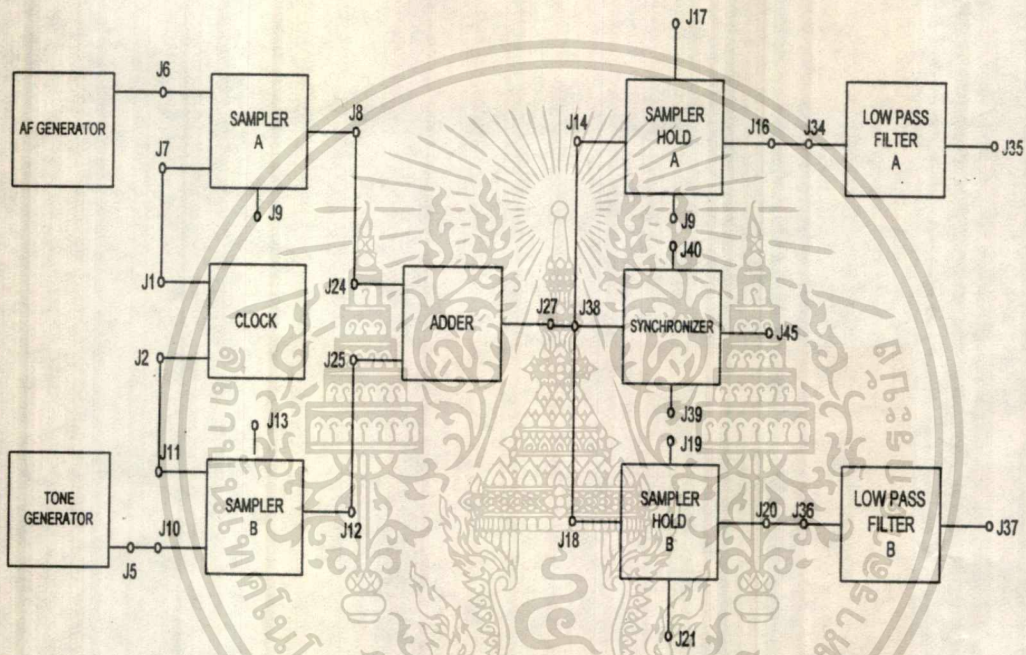 J17
J6
AF GENERATOR
SAMPLER
A
J8
J7
J9
J14
SAMPLER
HOLD
A
J16
J34
LOW PASS
FILTER
A
J35
J9
J40
J1
CLOCK
J24
ADDER
J27
J38
SYNCHRONIZER
J45
J2
J25
J39
J13
J19
J11
TONE
GENERATOR
SAMPLER
B
J12
J10
J5
J18
SAMPLER
HOLD
B
J20
J36
LOW PASS
FILTER
B
J37
J21